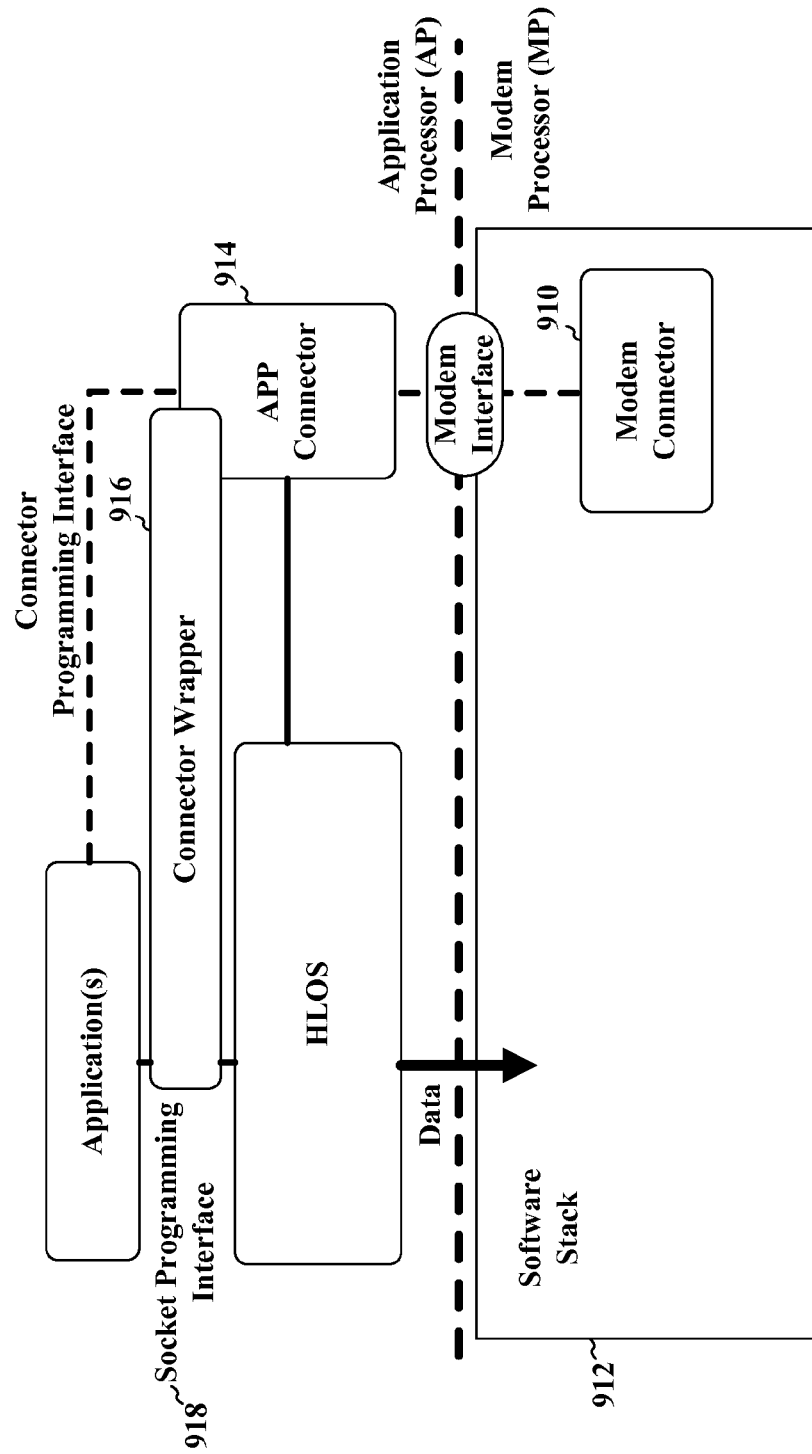 Connector
Programming Interface
Application(s)
916
914
Connector Wrapper
APP
Connector
918
Socket Programming
Interface
HLOS
Application
Processor (AP)
Data
Modem
Interface
Modem
Processor (MP)
912
Software
Stack
910
Modem
Connector